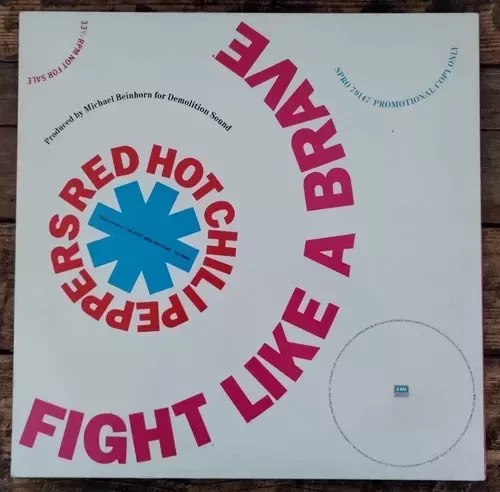 33⅓ RPM NOT FOR SALE
SPRO 79147 PROMOTIONAL COPY ONLY
Produced by Michael Beinhorn for Demolition Sound
RED HOT CHILI PEPPERS
FIGHT LIKE A BRAVE
EMI